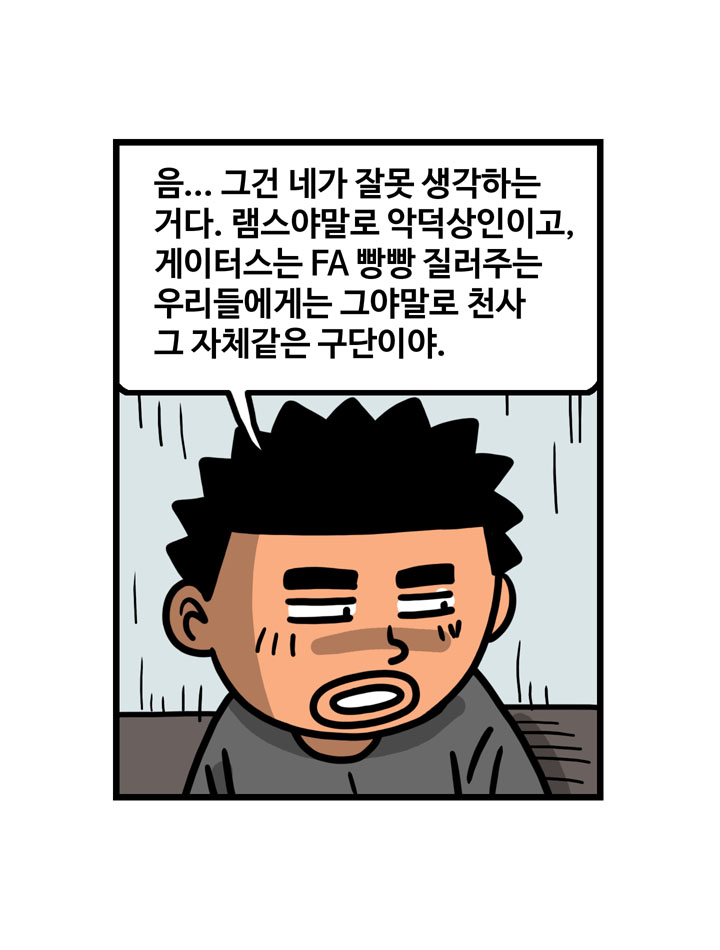 음... 그건 네가 잘못 생각하는
거다. 램스야말로 악덕상인이고,
게이터스는 FA 빵빵 질러주는
우리들에게는 그야말로 천사
그 자체같은 구단이야.